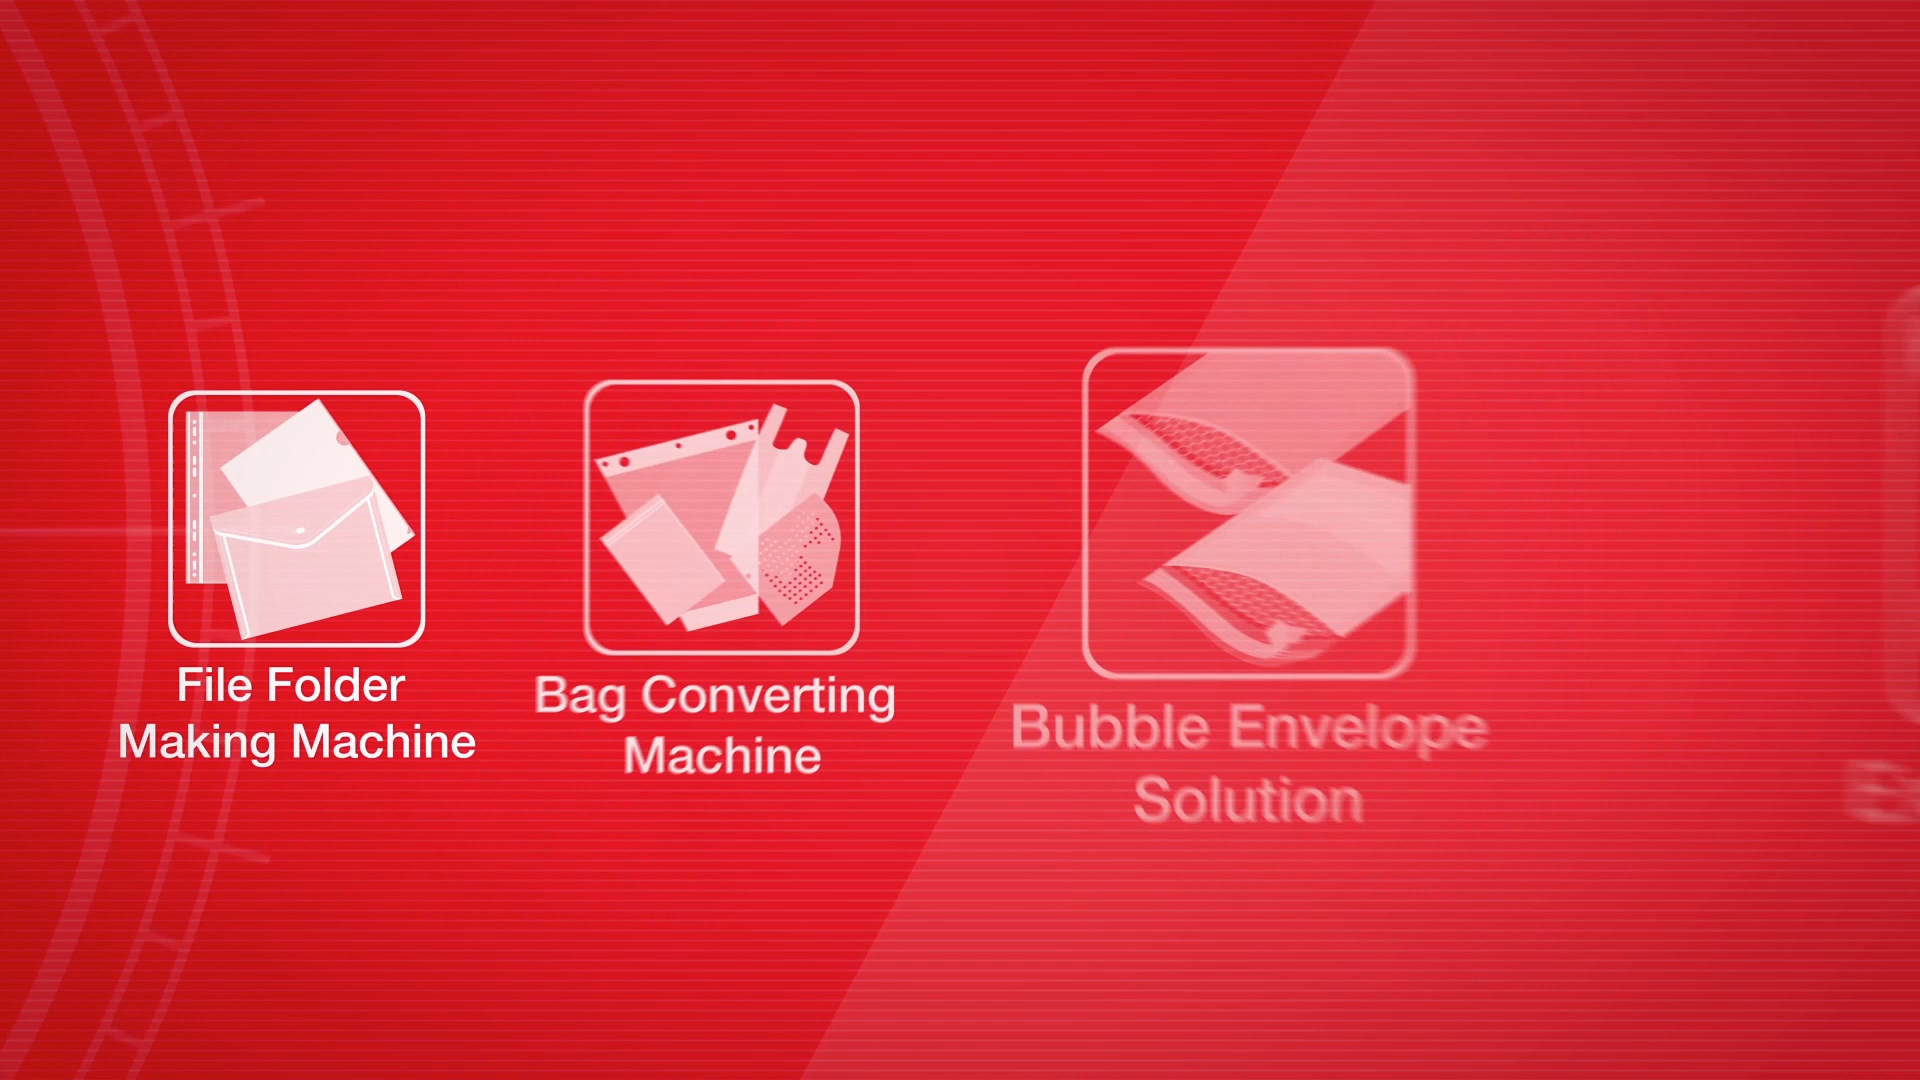 File Folder
Making Machine
Bag Converting
Machine
Bubble Envelope
Solution